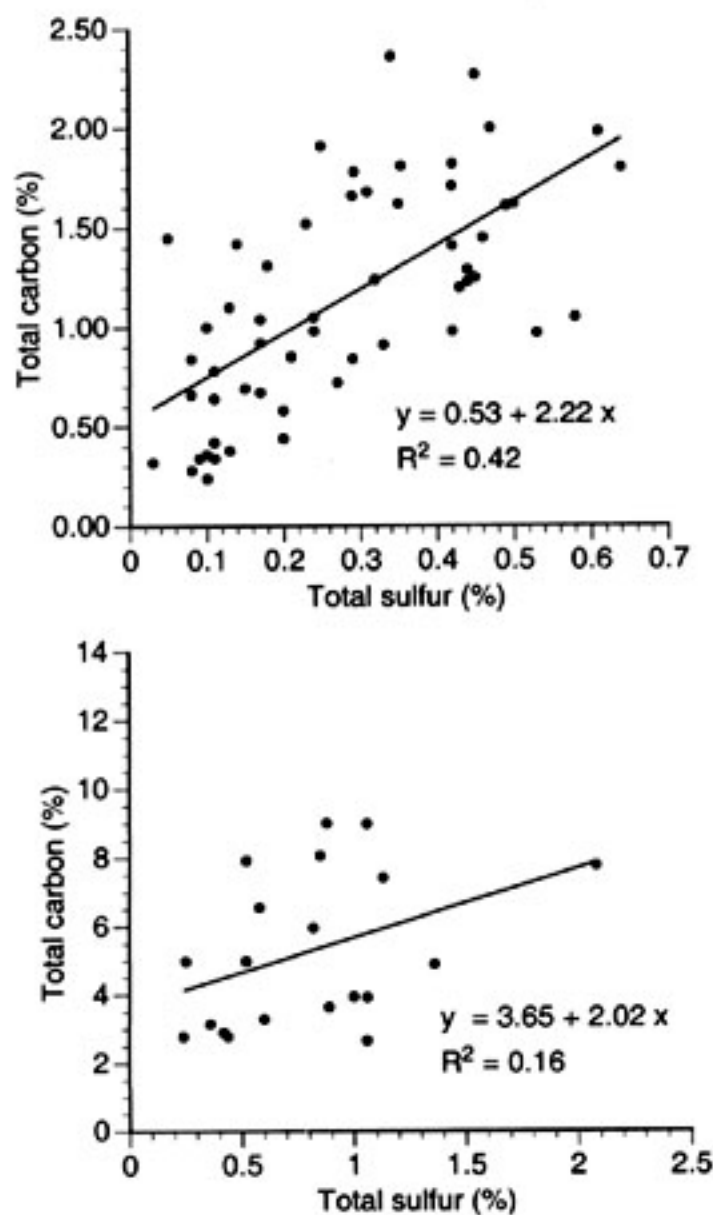 2.50
2.00
1.50
1.00
0.50
0.00
Total carbon (%)
y = 0.53 + 2.22 x
R² = 0.42
0 0.1 0.2 0.3 0.4 0.5 0.6 0.7
Total sulfur (%)
14
12
10
8
6
4
2
0
Total carbon (%)
y = 3.65 + 2.02 x
R² = 0.16
0 0.5 1 1.5 2 2.5
Total sulfur (%)